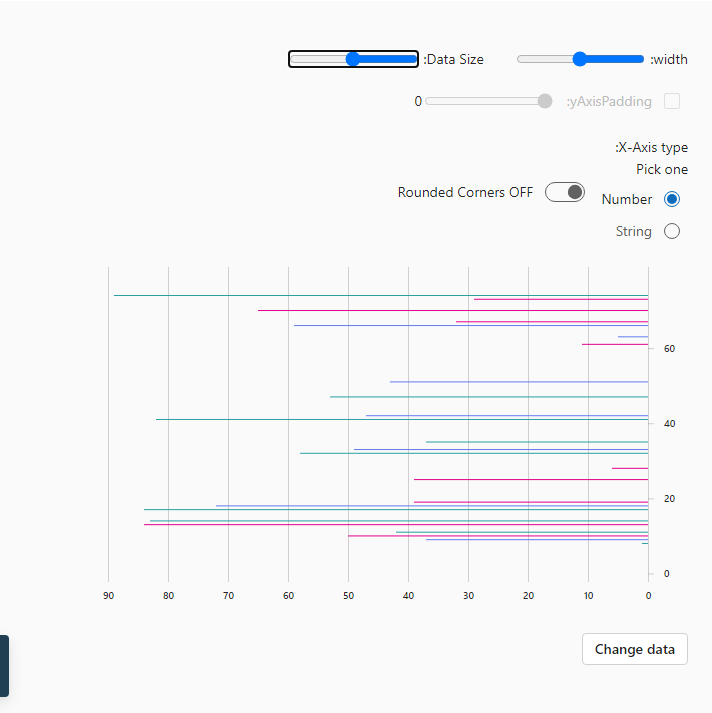 :width
:Data Size
:yAxisPadding
0
:X-Axis type
Pick one
Number
Rounded Corners OFF
String
60
40
20
0
90 80 70 60 50 40 30 20 10 0
Change data